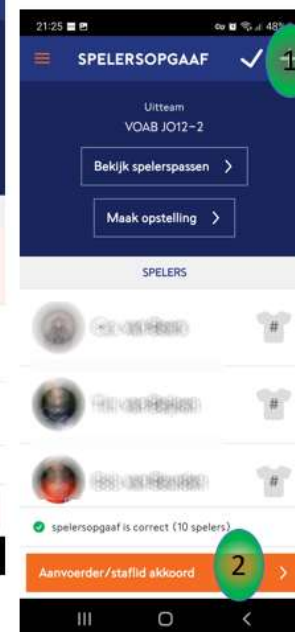 21:25
48%
SPELERSOPGAAF
1
Uitteam
VOAB JO12-2
Bekijk spelerspassen >
Maak opstelling >
SPELERS
#
#
#
spelersopgaaf is correct (10 spelers)
Aanvoerder/staflid akkoord
2